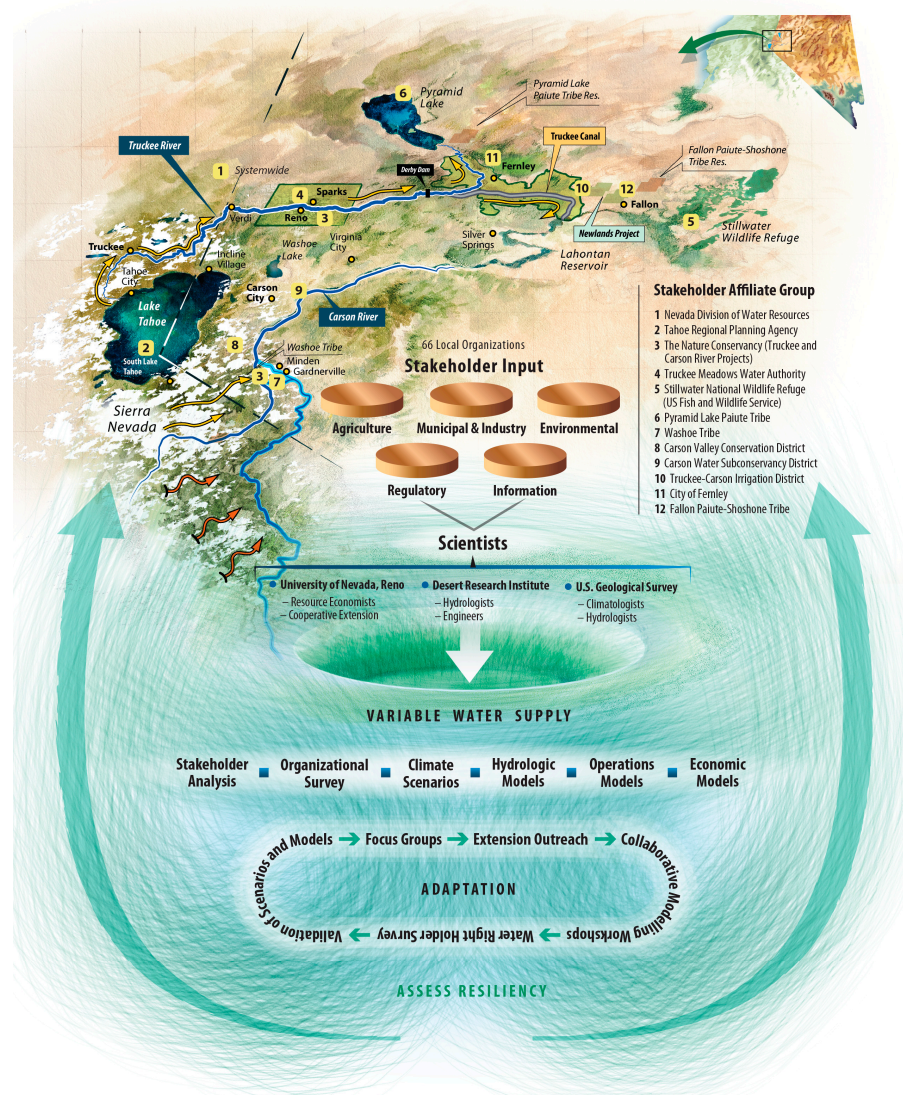 6 Pyramid
Lake
Pyramid Lake
Paiute Tribe Res.
Truckee River
Truckee Canal
Fallon Paiute-Shoshone
Tribe Res.
1 Systemwide
11
Fernley
Derby Dam
4 Sparks
10
12
Fallon
Reno 3
Verdi
5
Stillwater
Wildlife Refuge
Newlands Project
Truckee
Washoe
Lake
Virginia
City
Silver
Springs
Lahontan
Reservoir
Incline
Village
Tahoe
City
Carson
City
9
Lake
Tahoe
Carson River
2
South Lake
Tahoe
8
Washoe Tribe
Minden
Gardnerville
3 7
Sierra
Nevada
Stakeholder Affiliate Group
1 Nevada Division of Water Resources
2 Tahoe Regional Planning Agency
3 The Nature Conservancy (Truckee and
Carson River Projects)
4 Truckee Meadows Water Authority
5 Stillwater National Wildlife Refuge
(US Fish and Wildlife Service)
6 Pyramid Lake Paiute Tribe
7 Washoe Tribe
8 Carson Valley Conservation District
9 Carson Water Subconservancy District
10 Truckee-Carson Irrigation District
11 City of Fernley
12 Fallon Paiute-Shoshone Tribe
66 Local Organizations
Stakeholder Input
Agriculture Municipal & Industry Environmental
Regulatory Information
Scientists
• University of Nevada, Reno • Desert Research Institute • U.S. Geological Survey
– Resource Economists – Hydrologists – Climatologists
– Cooperative Extension – Engineers – Hydrologists
VARIABLE WATER SUPPLY
Stakeholder Organizational Climate Hydrologic Operations Economic
Analysis Survey Scenarios Models Models Models
Focus Groups → Extension Outreach → Collaborative Modelling Workshops → Water Right Holder Survey → Validation of Scenarios and Models →
ADAPTATION
ASSESS RESILIENCY